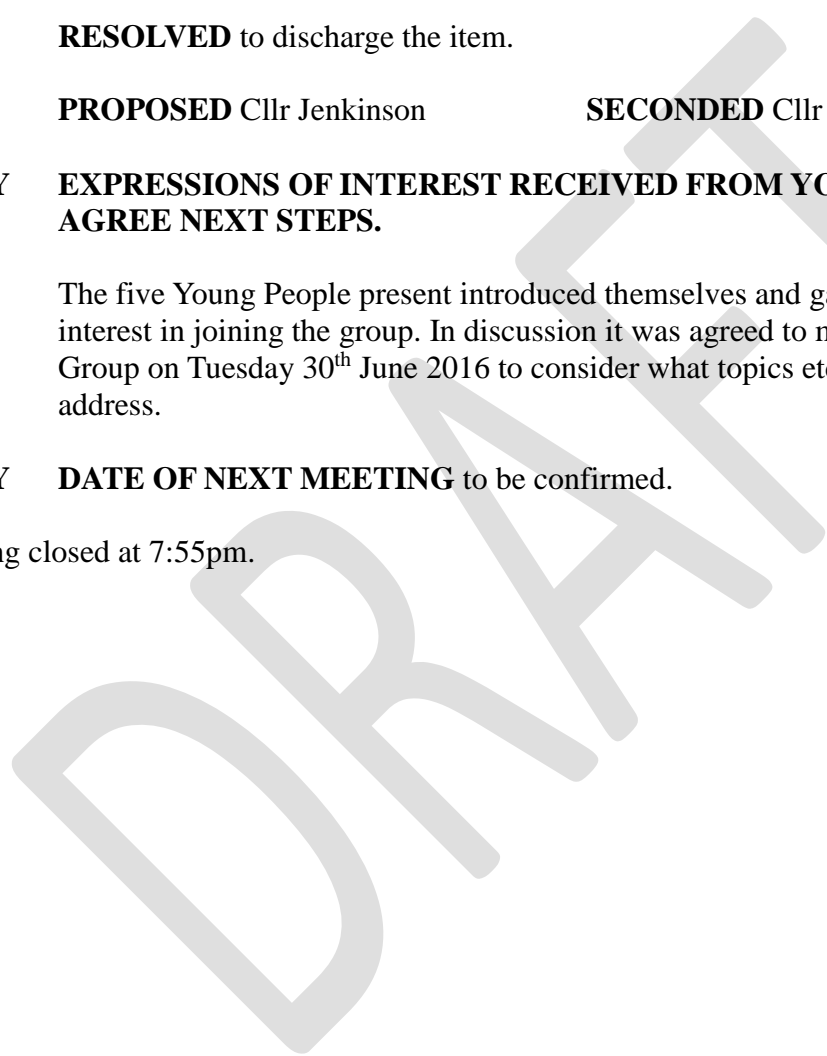 RESOLVED to discharge the item.
PROPOSED Cllr Jenkinson SECONDED Cllr
Y EXPRESSIONS OF INTEREST RECEIVED FROM
AGREE NEXT STEPS.
The five Young People present introduced themselves and
interest in joining the group. In discussion it was agreed to
Group on Tuesday 30th June 2016 to consider what topics
address.
Y DATE OF NEXT MEETING to be confirmed.
closed at 7:55pm.
DRAFT